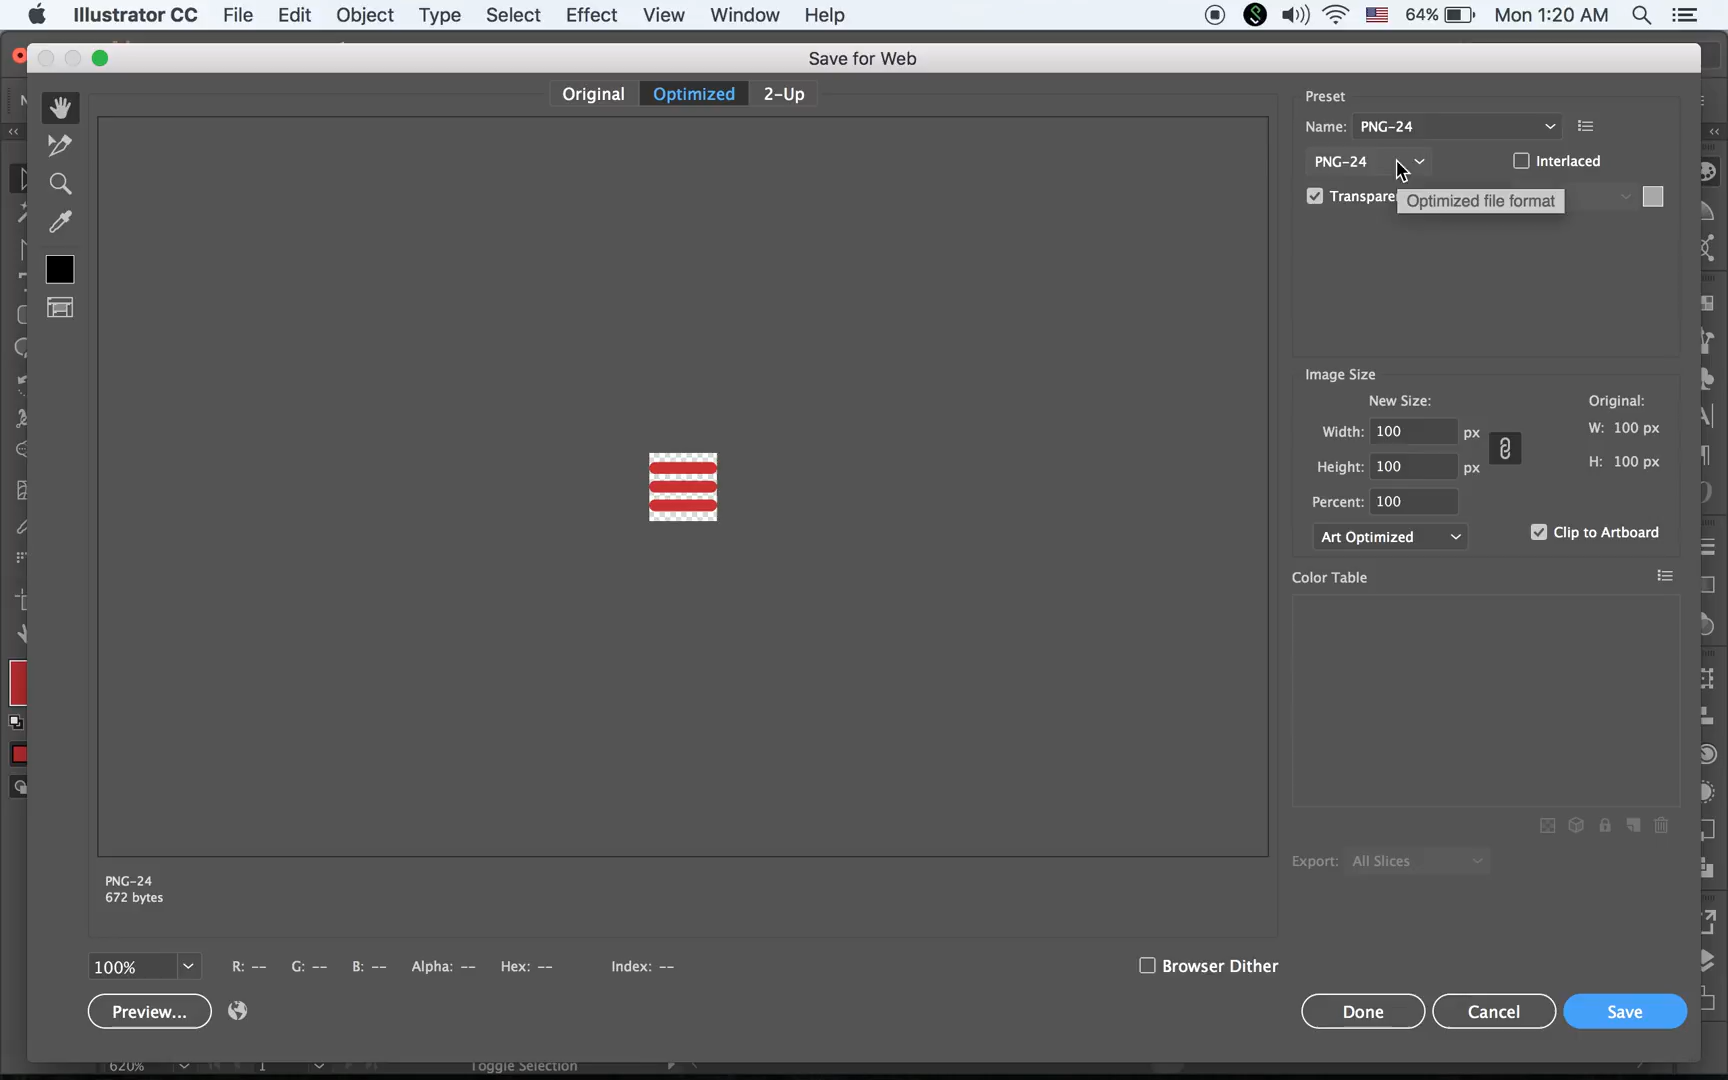 Illustrator CC File Edit Object Type Select Effect View Window Help 64% Mon 1:20 AM
Save for Web
Original Optimized 2-Up
Preset
Name: PNG-24
PNG-24 Interlaced
Optimized file format
Image Size
New Size: Original:
Width: 100 px W: 100 px
Height: 100 px H: 100 px
Percent: 100
Art Optimized Clip to Artboard
Color Table
Export: All Slices
PNG-24
672 bytes
100% R: -- G: -- B: -- Alpha: -- Hex: -- Index: -- Browser Dither
Preview... Done Cancel Save
620% 1 Toggle Selection